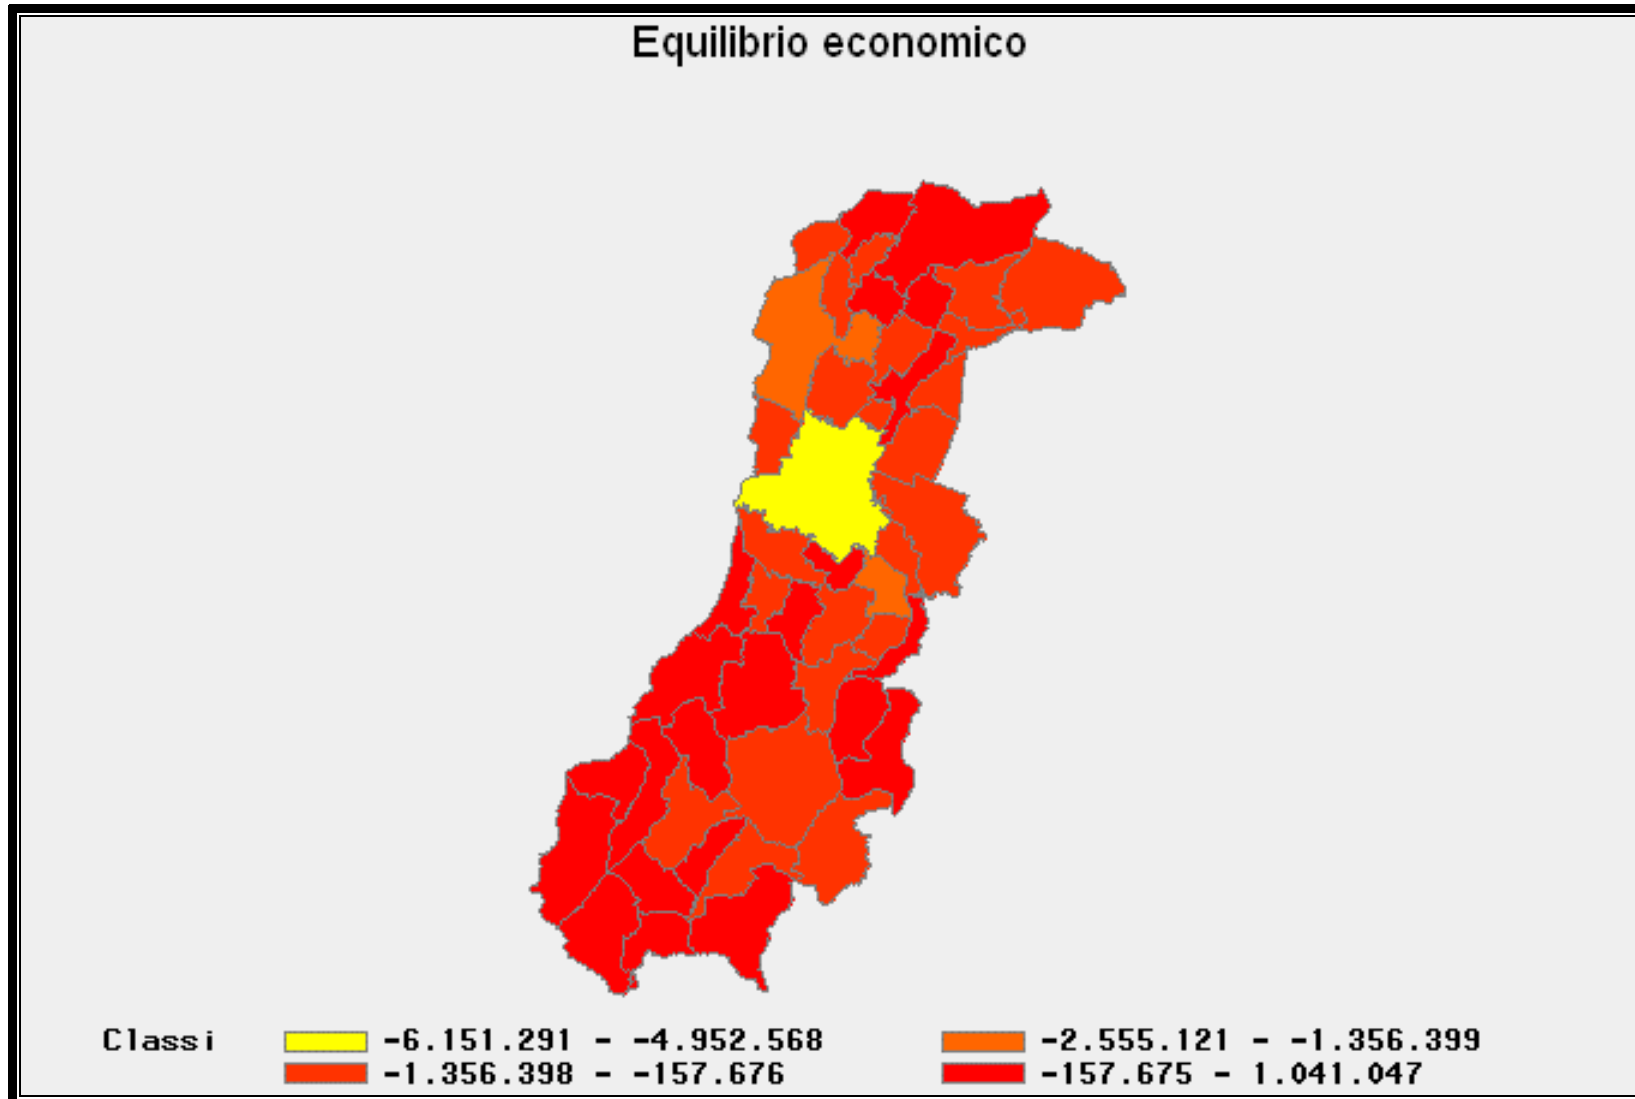 Equilibrio economico
Classi -6.151.291 - -4.952.568 -2.555.121 - -1.356.399
-1.356.398 - -157.676 -157.675 - 1.041.047